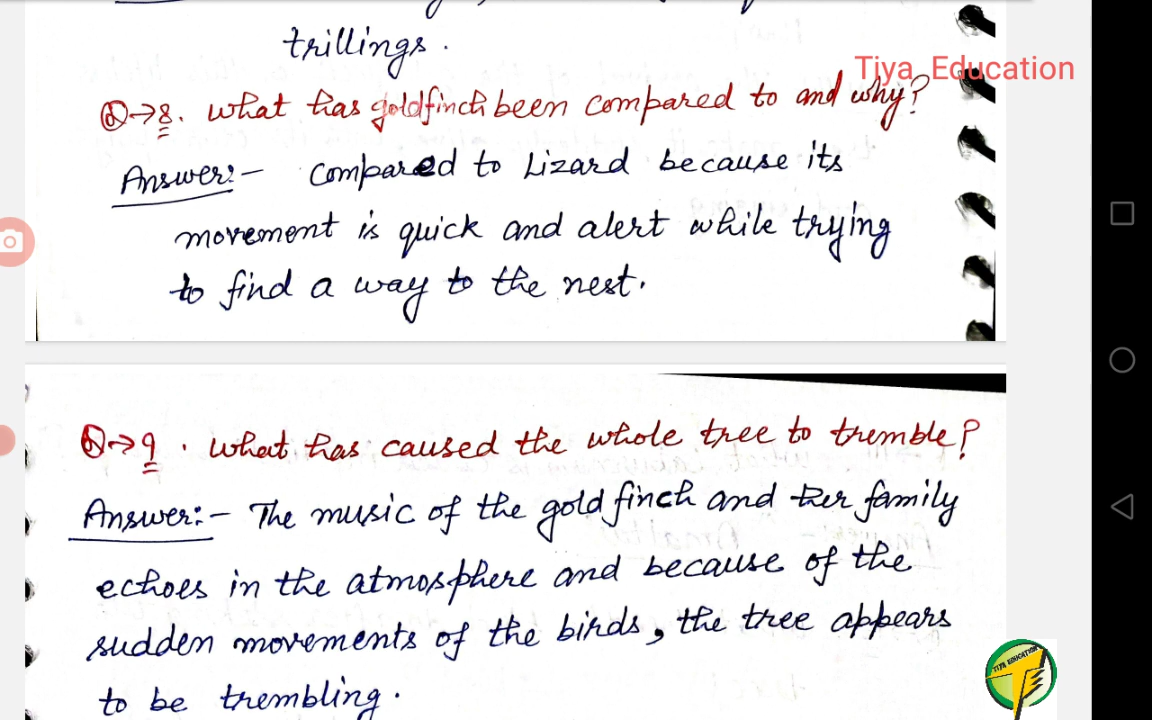 trillings.
Tiya Education
Q→8. What has goldfinch been compared to and why?
Answer:- Compared to Lizard because its
movement is quick and alert while trying
to find a way to the nest.
Q→9. What has caused the whole tree to tremble?
Answer:- The music of the goldfinch and her family
echoes in the atmosphere and because of the
sudden movements of the birds, the tree appears
to be trembling.
TIYA EDUCATION